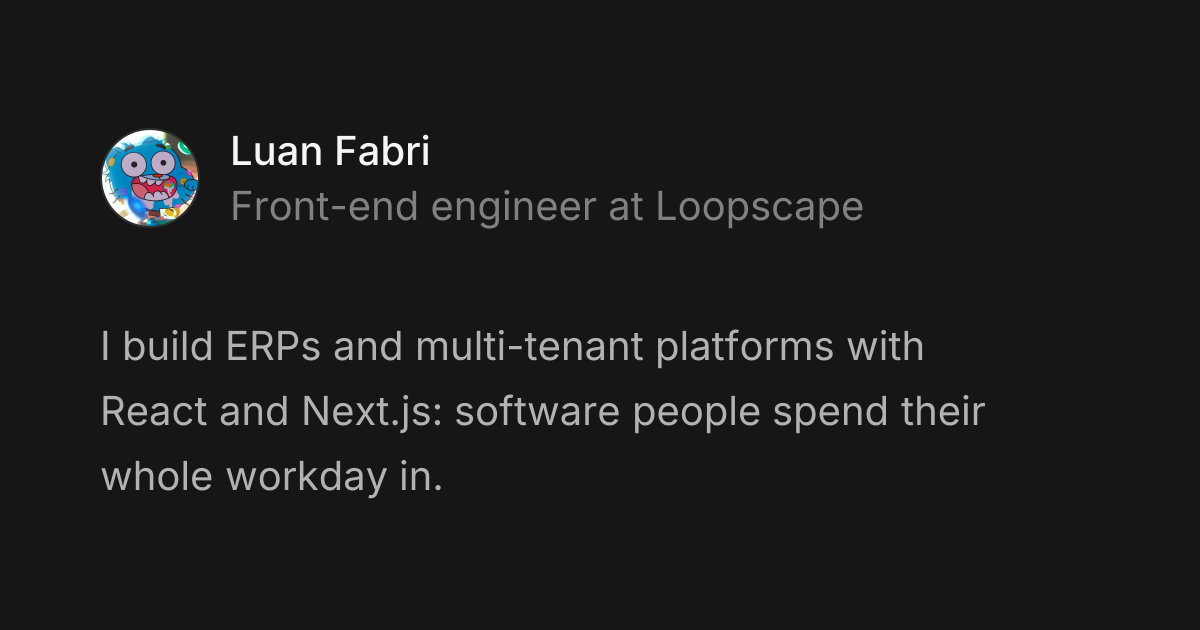 Luan Fabri
Front-end engineer at Loopscape
I build ERPs and multi-tenant platforms with
React and Next.js: software people spend their
whole workday in.